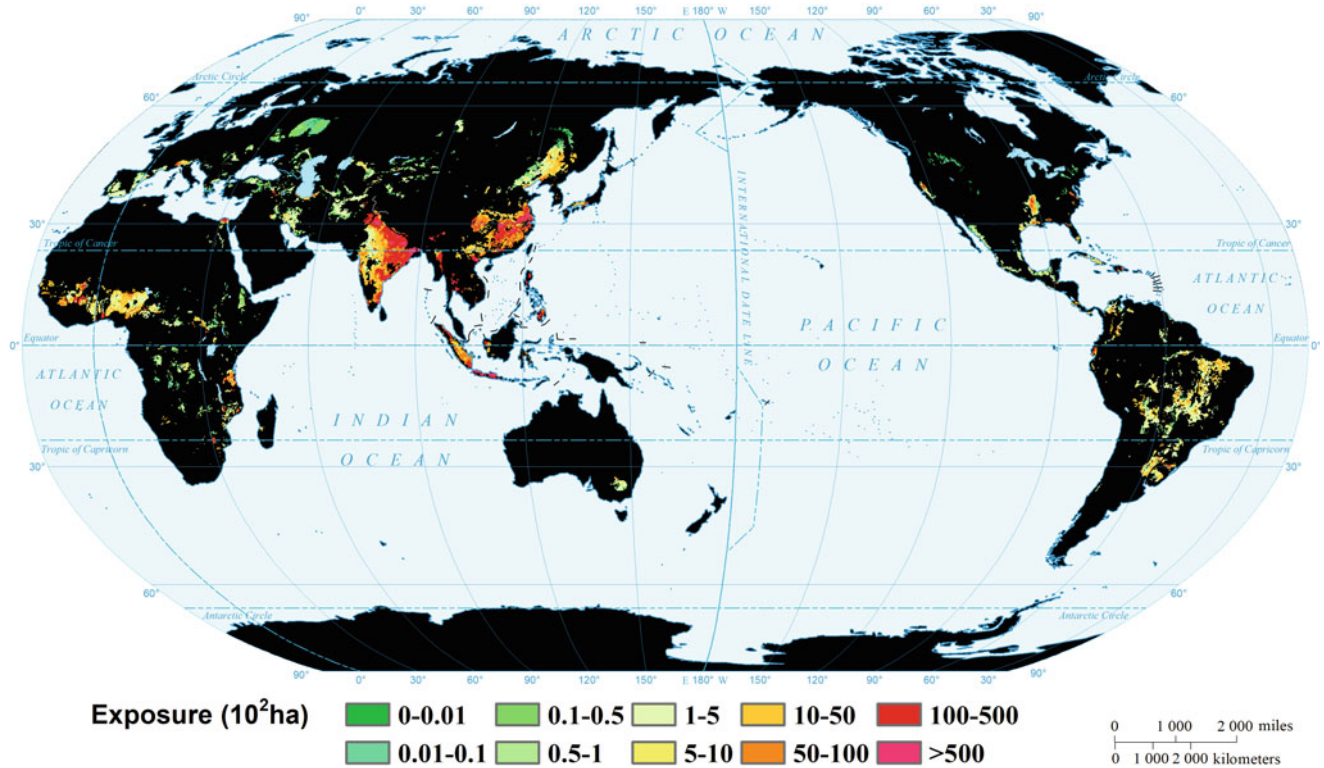 90° 0° 30° 60° 90° 120° 150° E 180° W 150° 120° 90° 60° 30° 90°
ARCTIC OCEAN
Arctic Circle Arctic Circle
60° 60°
30° 30°
Tropic of Cancer Tropic of Cancer
INTERNATIONAL DATE LINE
ATLANTIC
OCEAN
PACIFIC
OCEAN
Equator Equator
0° 0°
ATLANTIC
OCEAN
INDIAN
OCEAN
Tropic of Capricorn Tropic of Capricorn
30° 30°
60° 60°
Antarctic Circle Antarctic Circle
90° 0° 30° 60° 90° 120° 150° E 180° W 150° 120° 90° 60° 30° 90°
Exposure (10²ha) 0-0.01 0.1-0.5 1-5 10-50 100-500
0.01-0.1 0.5-1 5-10 50-100 >500
0 1 000 2 000 miles
0 1 000 2 000 kilometers